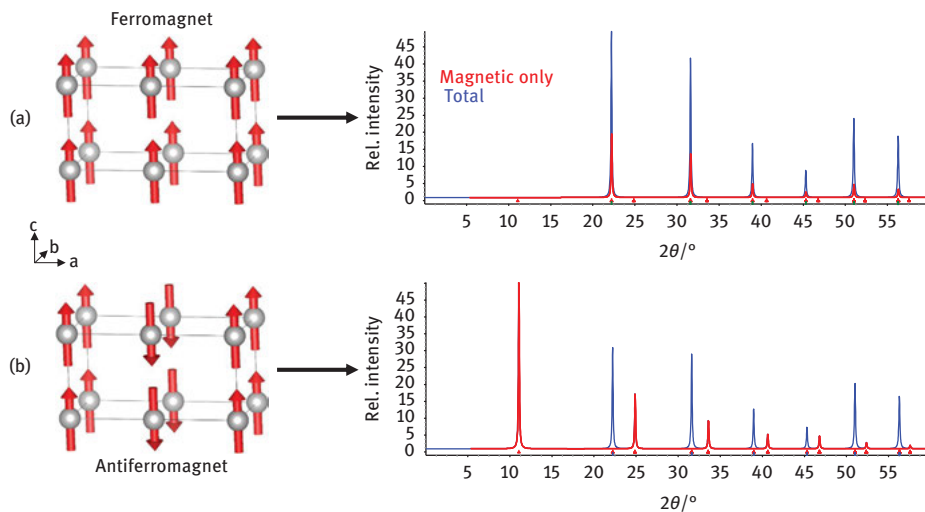 Ferromagnet
(a)
Rel. intensity
45
40
35
30
25
20
15
10
5
0
Magnetic only
Total
5 10 15 20 25 30 35 40 45 50 55
2θ/°
c
b
a
(b)
Antiferromagnet
Rel. intensity
45
40
35
30
25
20
15
10
5
0
5 10 15 20 25 30 35 40 45 50 55
2θ/°